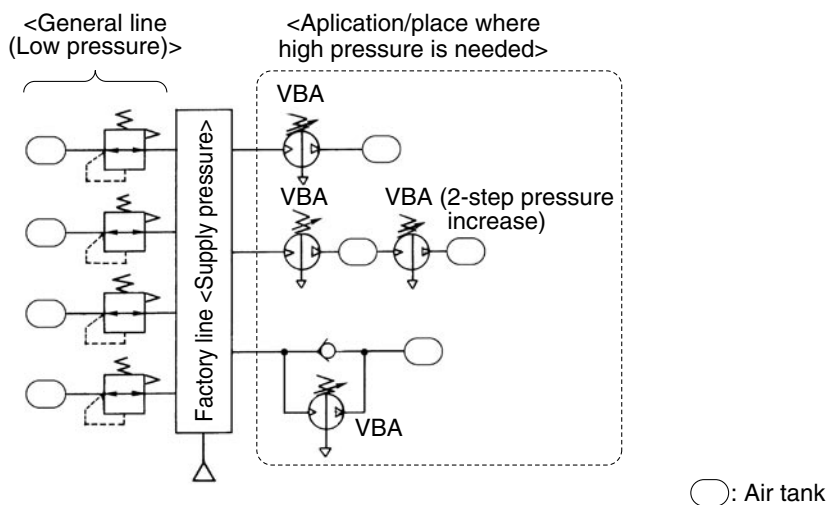 <General line
(Low pressure)>
<Aplication/place where
high pressure is needed>
VBA
VBA
VBA (2-step pressure
increase)
Factory line <Supply pressure>
VBA
: Air tank